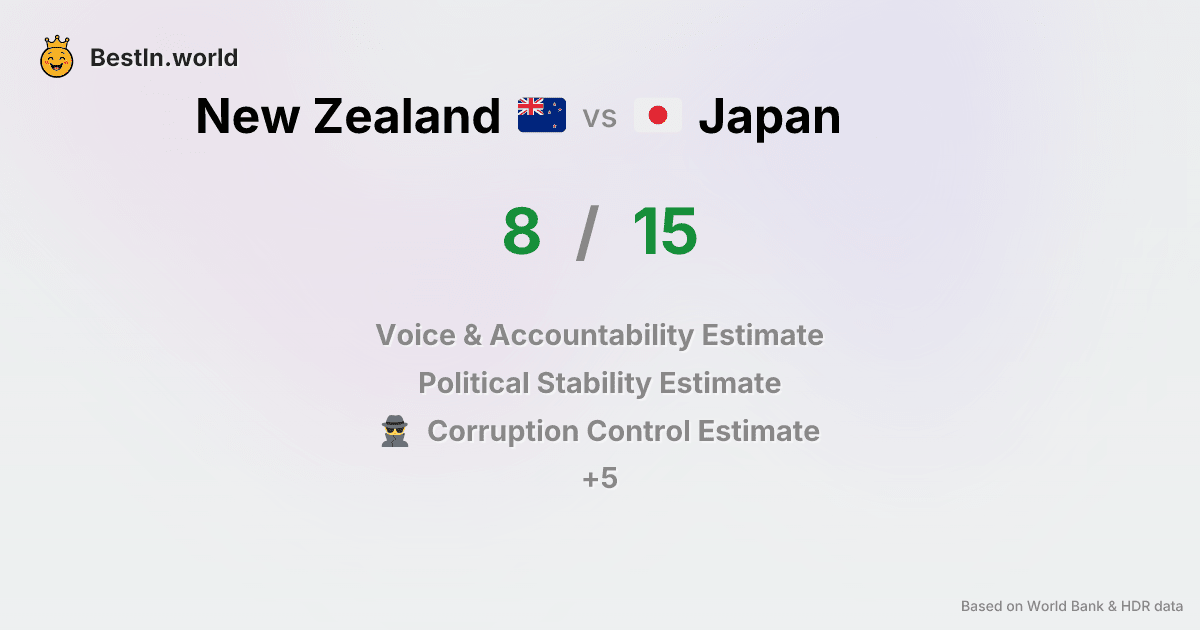 BestIn.world
New Zealand vs Japan
8 / 15
Voice & Accountability Estimate
Political Stability Estimate
Corruption Control Estimate
+5
Based on World Bank & HDR data